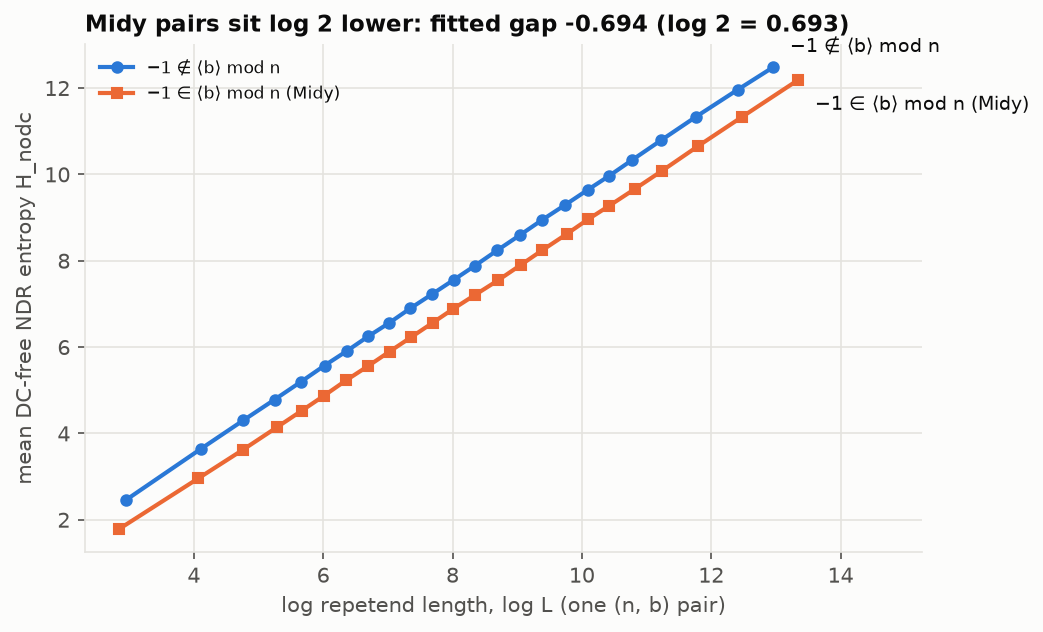 Midy pairs sit log 2 lower: fitted gap -0.694 (log 2 = 0.693)
−1 ∉ ⟨b⟩ mod n
−1 ∉ ⟨b⟩ mod n
−1 ∈ ⟨b⟩ mod n (Midy)
−1 ∈ ⟨b⟩ mod n (Midy)
mean DC-free NDR entropy H_nodc
12
10
8
6
4
2
4 6 8 10 12 14
log repetend length, log L (one (n, b) pair)